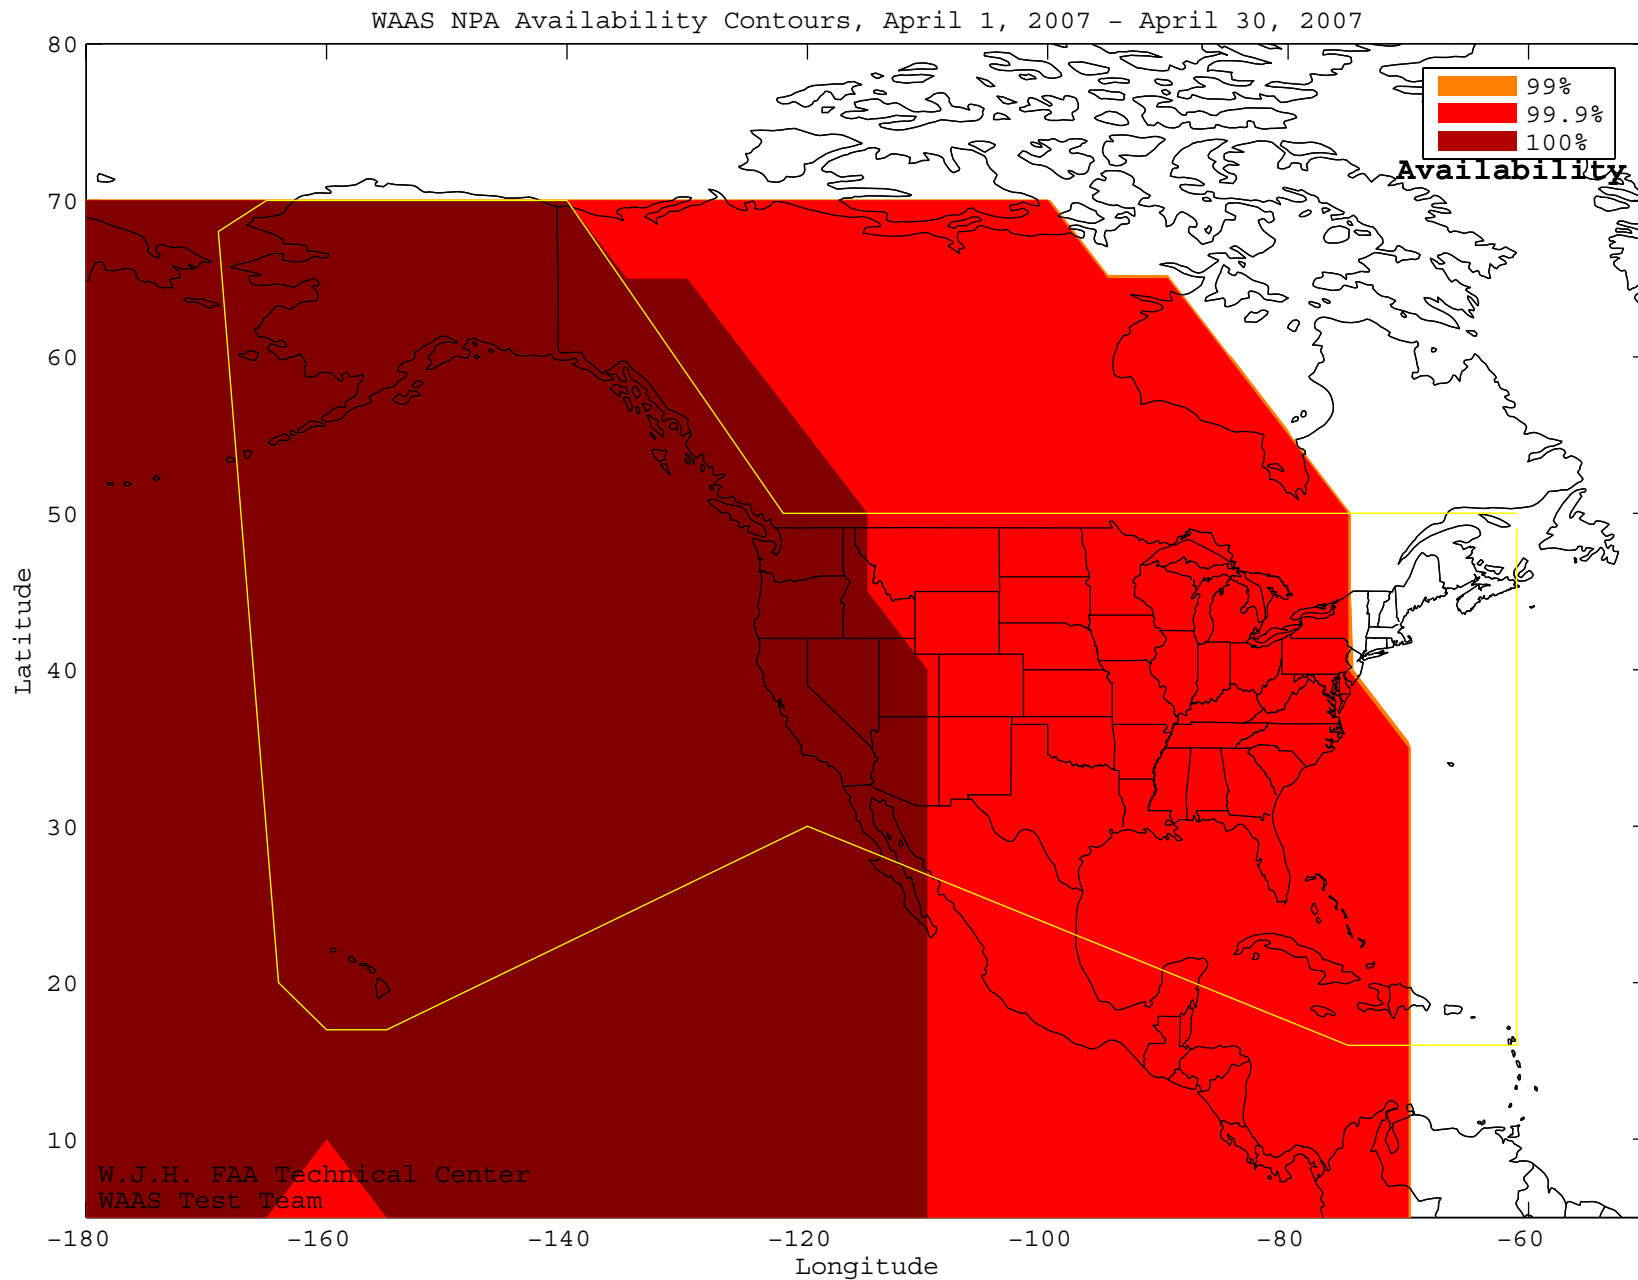 WAAS NPA Availability Contours, April 1, 2007 - April 30, 2007
80
70
60
50
40
30
20
10
Latitude
99%
99.9%
100%
Availability
W.J.H. FAA Technical Center
WAAS Test Team
-180 -160 -140 -120 -100 -80 -60
Longitude